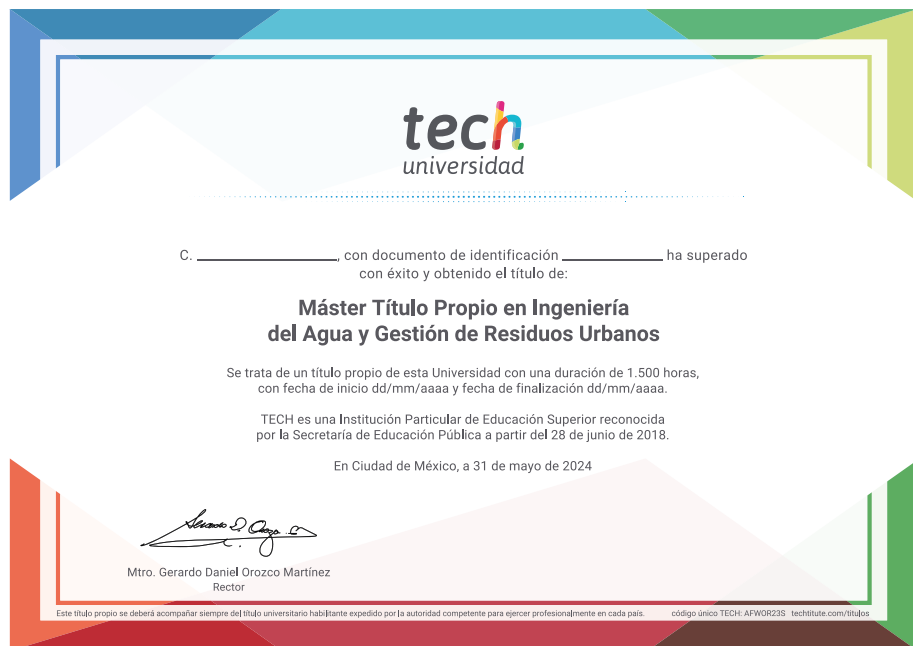 tech
universidad
C. ________________, con documento de identificación ____________ ha superado
con éxito y obtenido el título de:
Máster Título Propio en Ingeniería
del Agua y Gestión de Residuos Urbanos
Se trata de un título propio de esta Universidad con una duración de 1.500 horas,
con fecha de inicio dd/mm/aaaa y fecha de finalización dd/mm/aaaa.
TECH es una Institución Particular de Educación Superior reconocida
por la Secretaría de Educación Pública a partir del 28 de junio de 2018.
En Ciudad de México, a 31 de mayo de 2024
Mtro. Gerardo Daniel Orozco Martínez
Rector
Este título propio se deberá acompañar siempre del título universitario habilitante expedido por la autoridad competente para ejercer profesionalmente en cada país. código único TECH: AFWOR23S techtitute.com/titulos